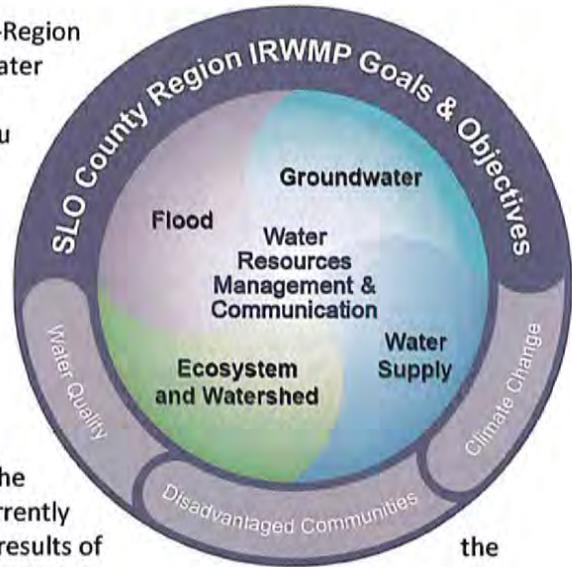 -Region
ater
u
SLO County Region IRWMP Goals & Objectives
Groundwater
Flood
Water
Resources
Management &
Communication
Water
Supply
Ecosystem
and Watershed
Water Quality
Disadvantaged Communities
Climate Change
he
rrently
results of the